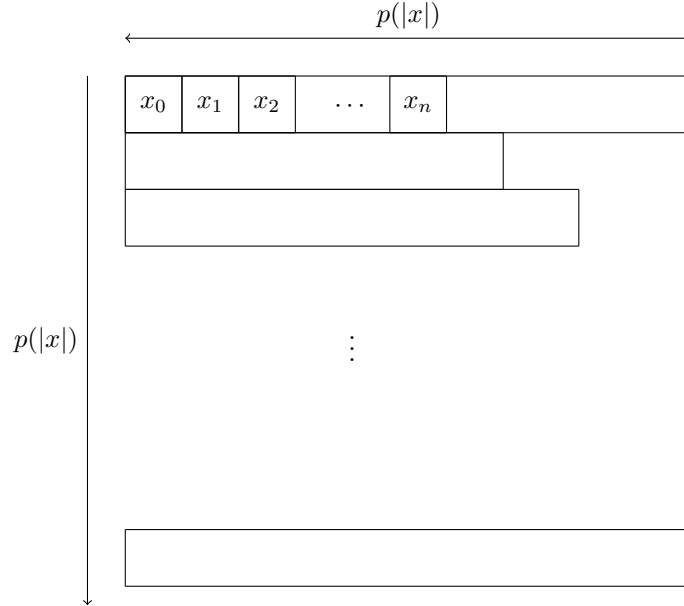 p(|x|)
x_0 x_1 x_2 … x_n
p(|x|)
⋮